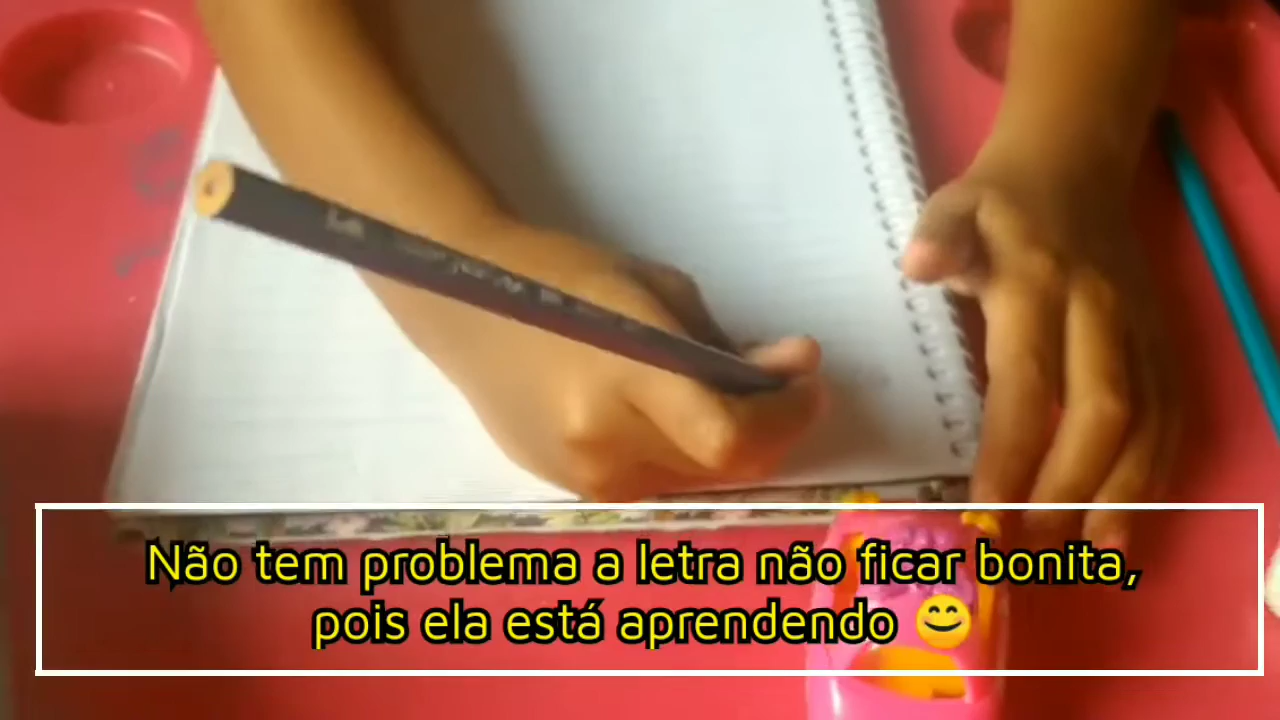 Não tem problema a letra não ficar bonita,
pois ela está aprendendo 😊